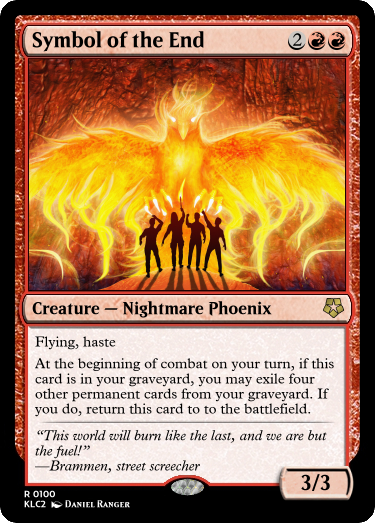 Symbol of the End 2
Creature — Nightmare Phoenix
Flying, haste
At the beginning of combat on your turn, if this
card is in your graveyard, you may exile four
other permanent cards from your graveyard. If
you do, return this card to to the battlefield.
“This world will burn like the last, and we are but
the fuel!”
—Brammen, street screecher
3/3
R 0100
KLC2 Daniel Ranger